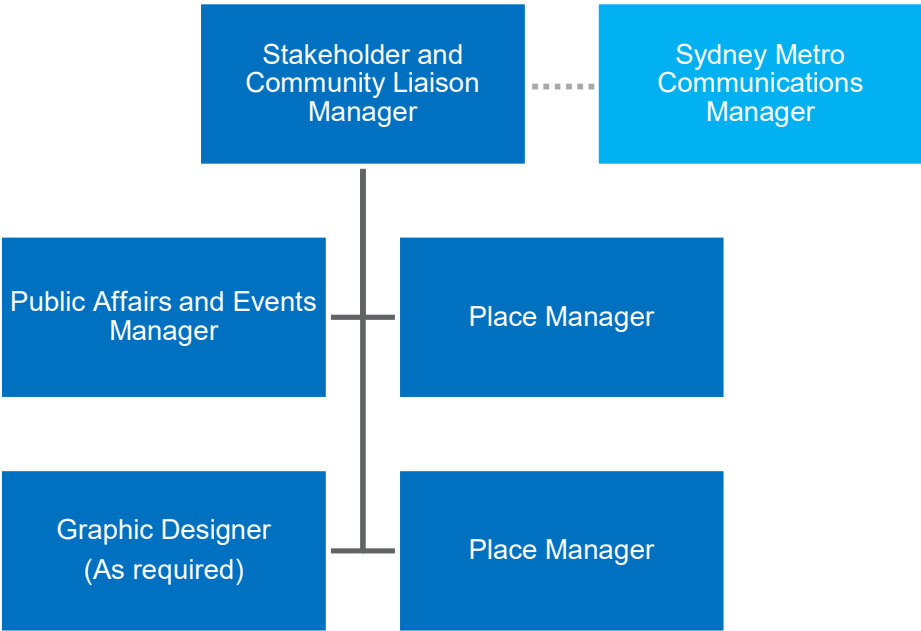 Stakeholder and
Community Liaison
Manager
Sydney Metro
Communications
Manager
Public Affairs and Events
Manager
Place Manager
Graphic Designer
(As required)
Place Manager